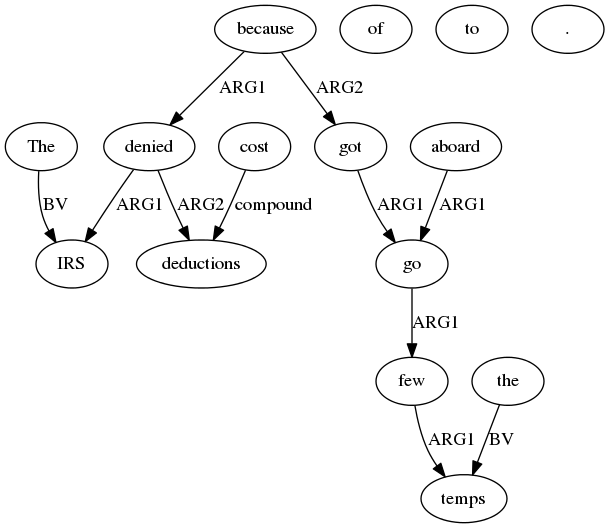 because of to .
ARG1 ARG2
The denied cost got aboard
BV ARG1 ARG2 compound ARG1 ARG1
IRS deductions go
ARG1
few the
ARG1 BV
temps